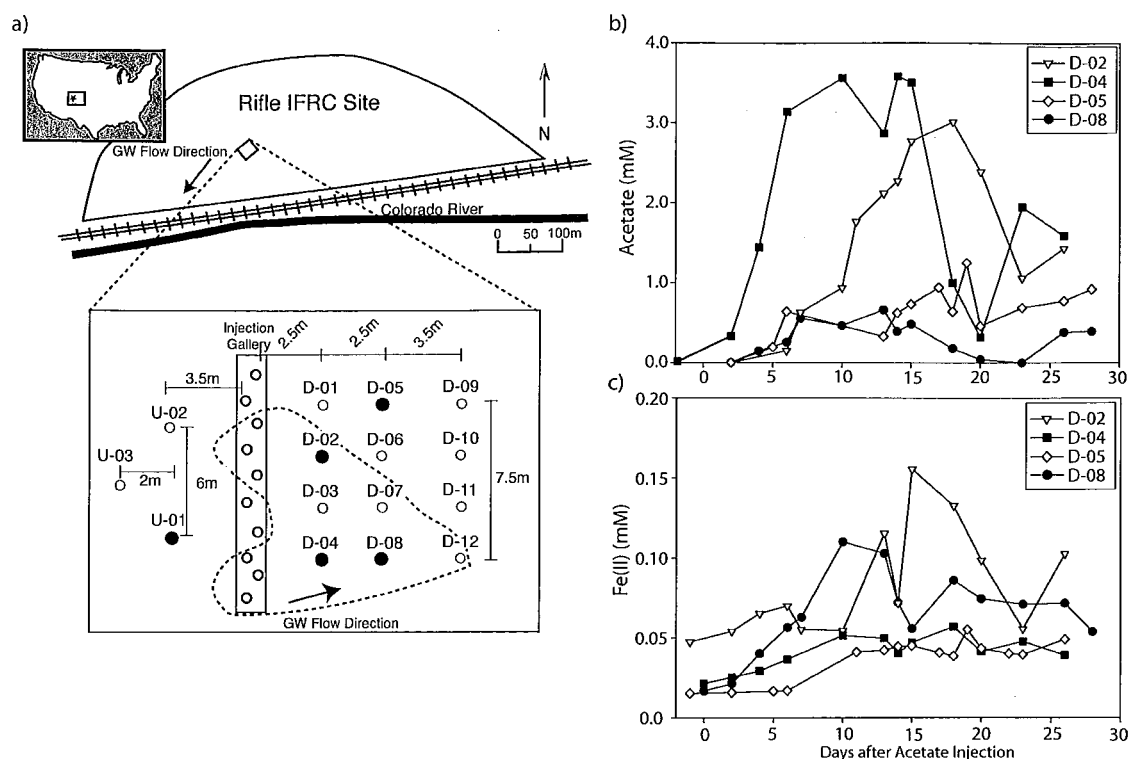 a)
Rifle IFRC Site
N
GW Flow Direction
Colorado River
0 50 100m
Injection
Gallery
2.5m
2.5m
3.5m
3.5m
D-01
D-05
D-09
U-02
D-02
D-06
D-10
U-03
2m
6m
7.5m
D-03
D-07
D-11
U-01
D-04
D-08
D-12
GW Flow Direction
b)
4.0
3.0
2.0
1.0
0.0
Acetate (mM)
D-02
D-04
D-05
D-08
0 5 10 15 20 25 30
c)
0.20
0.15
0.10
0.05
0.0
Fe(II) (mM)
D-02
D-04
D-05
D-08
0 5 10 15 20 25 30
Days after Acetate Injection